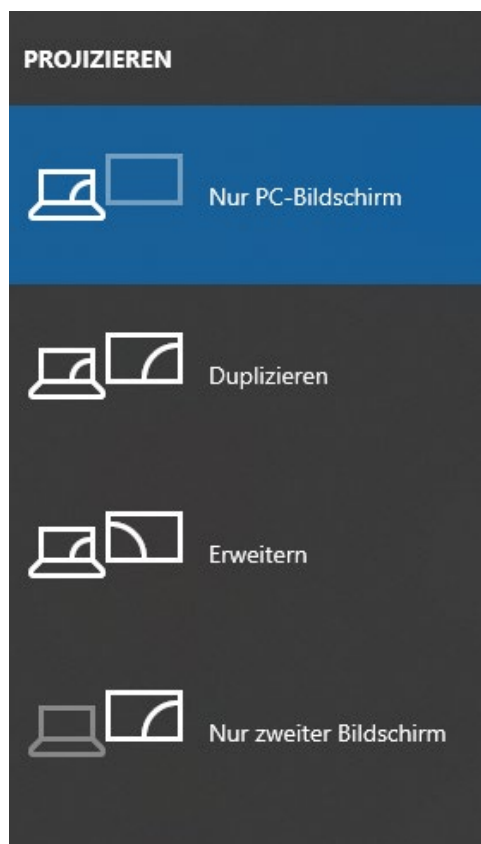 PROJIZIEREN
Nur PC-Bildschirm
Duplizieren
Erweitern
Nur zweiter Bildschirm